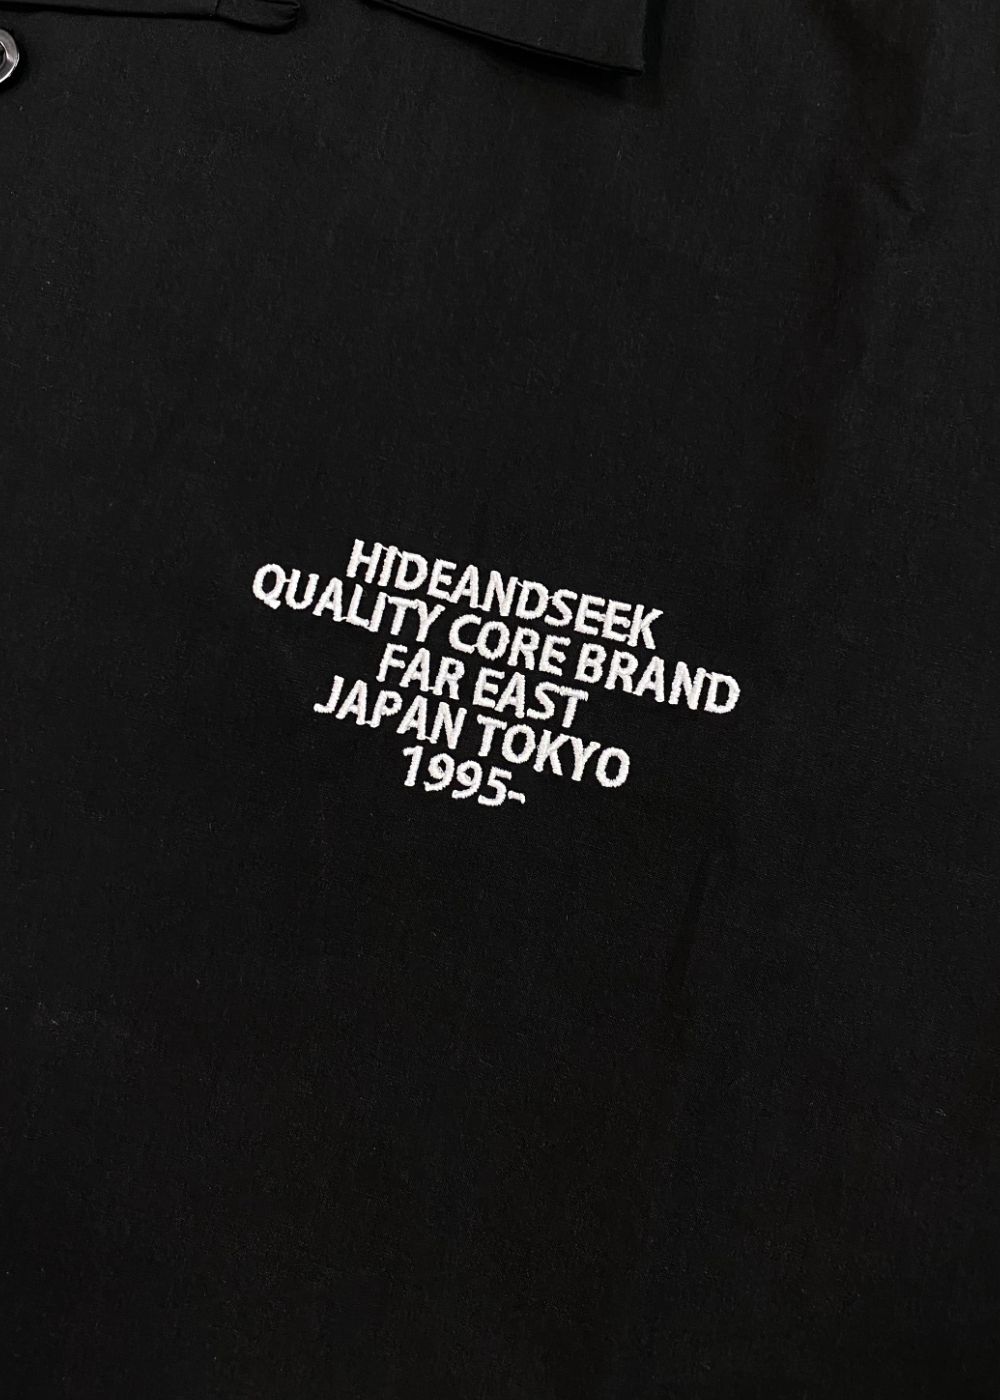 HIDEANDSEEK
QUALITY CORE BRAND
FAR EAST
JAPAN TOKYO
1995-